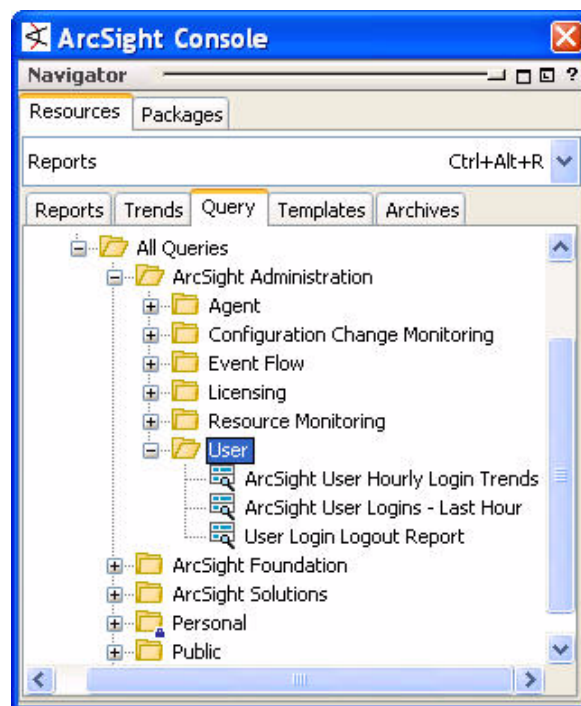 ArcSight Console
Navigator ?
Resources Packages
Reports Ctrl+Alt+R
Reports Trends Query Templates Archives
All Queries
ArcSight Administration
Agent
Configuration Change Monitoring
Event Flow
Licensing
Resource Monitoring
User
ArcSight User Hourly Login Trends
ArcSight User Logins - Last Hour
User Login Logout Report
ArcSight Foundation
ArcSight Solutions
Personal
Public